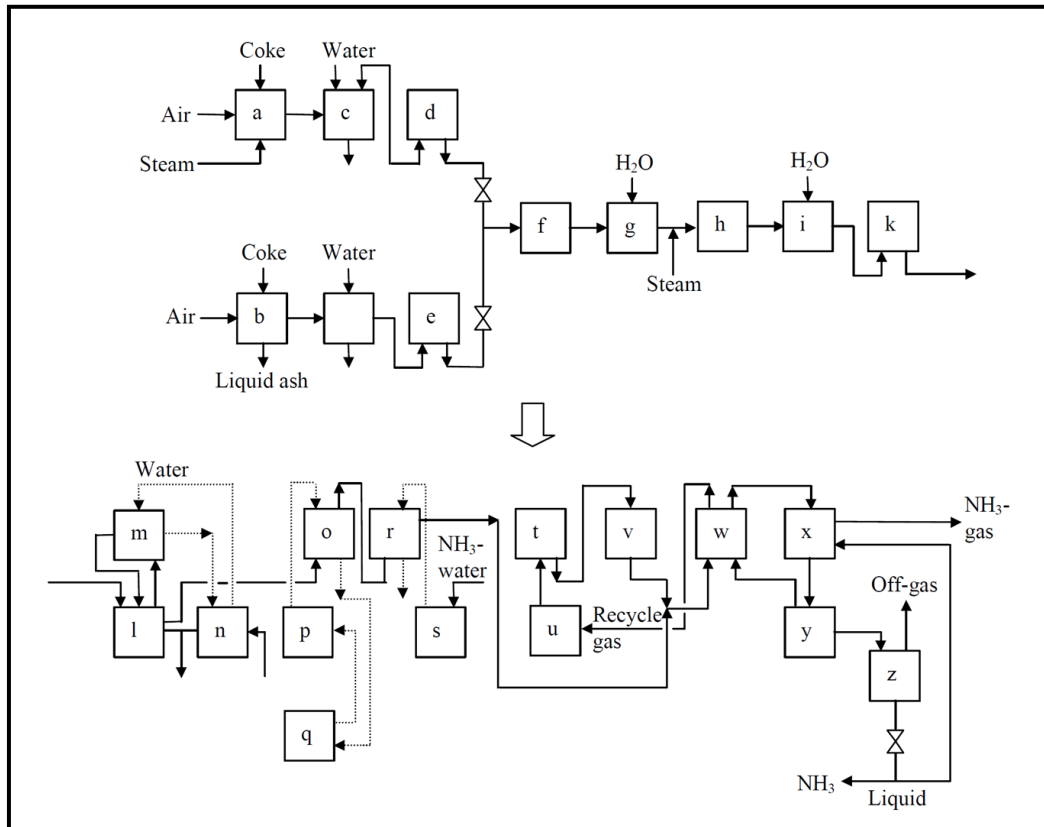 Coke
Water
Air
a
c
d
Steam
H₂O
H₂O
f
g
h
i
k
Steam
Coke
Water
Air
b
e
Liquid ash
Water
m
o
r
t
v
w
x
NH₃-
gas
NH₃-
water
Off-gas
l
n
p
s
u
Recycle
gas
y
z
q
NH₃
Liquid